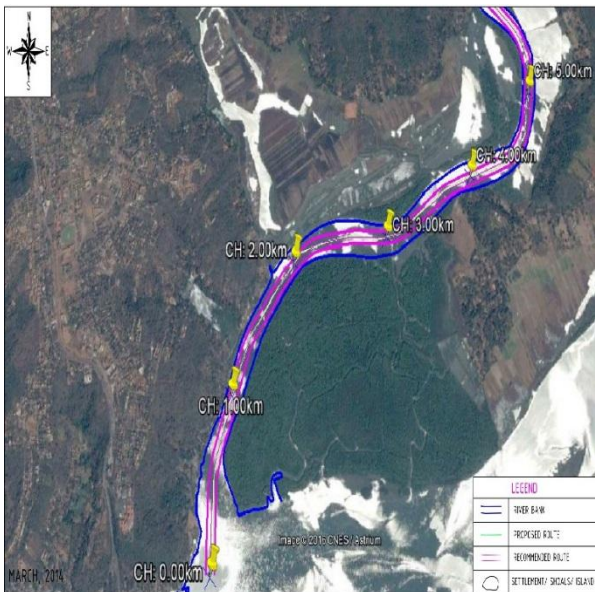 N
W E
S
CH: 5.00km
CH: 4.00km
CH: 3.00km
CH: 2.00km
CH: 1.00km
Image © 2016 CNES / Astrium
CH: 0.00km
MARCH, 2014
LEGEND
RIVER BANK
PROPOSED ROUTE
RECOMMENDED ROUTE
SETTLEMENT/ SHOALS/ ISLAND